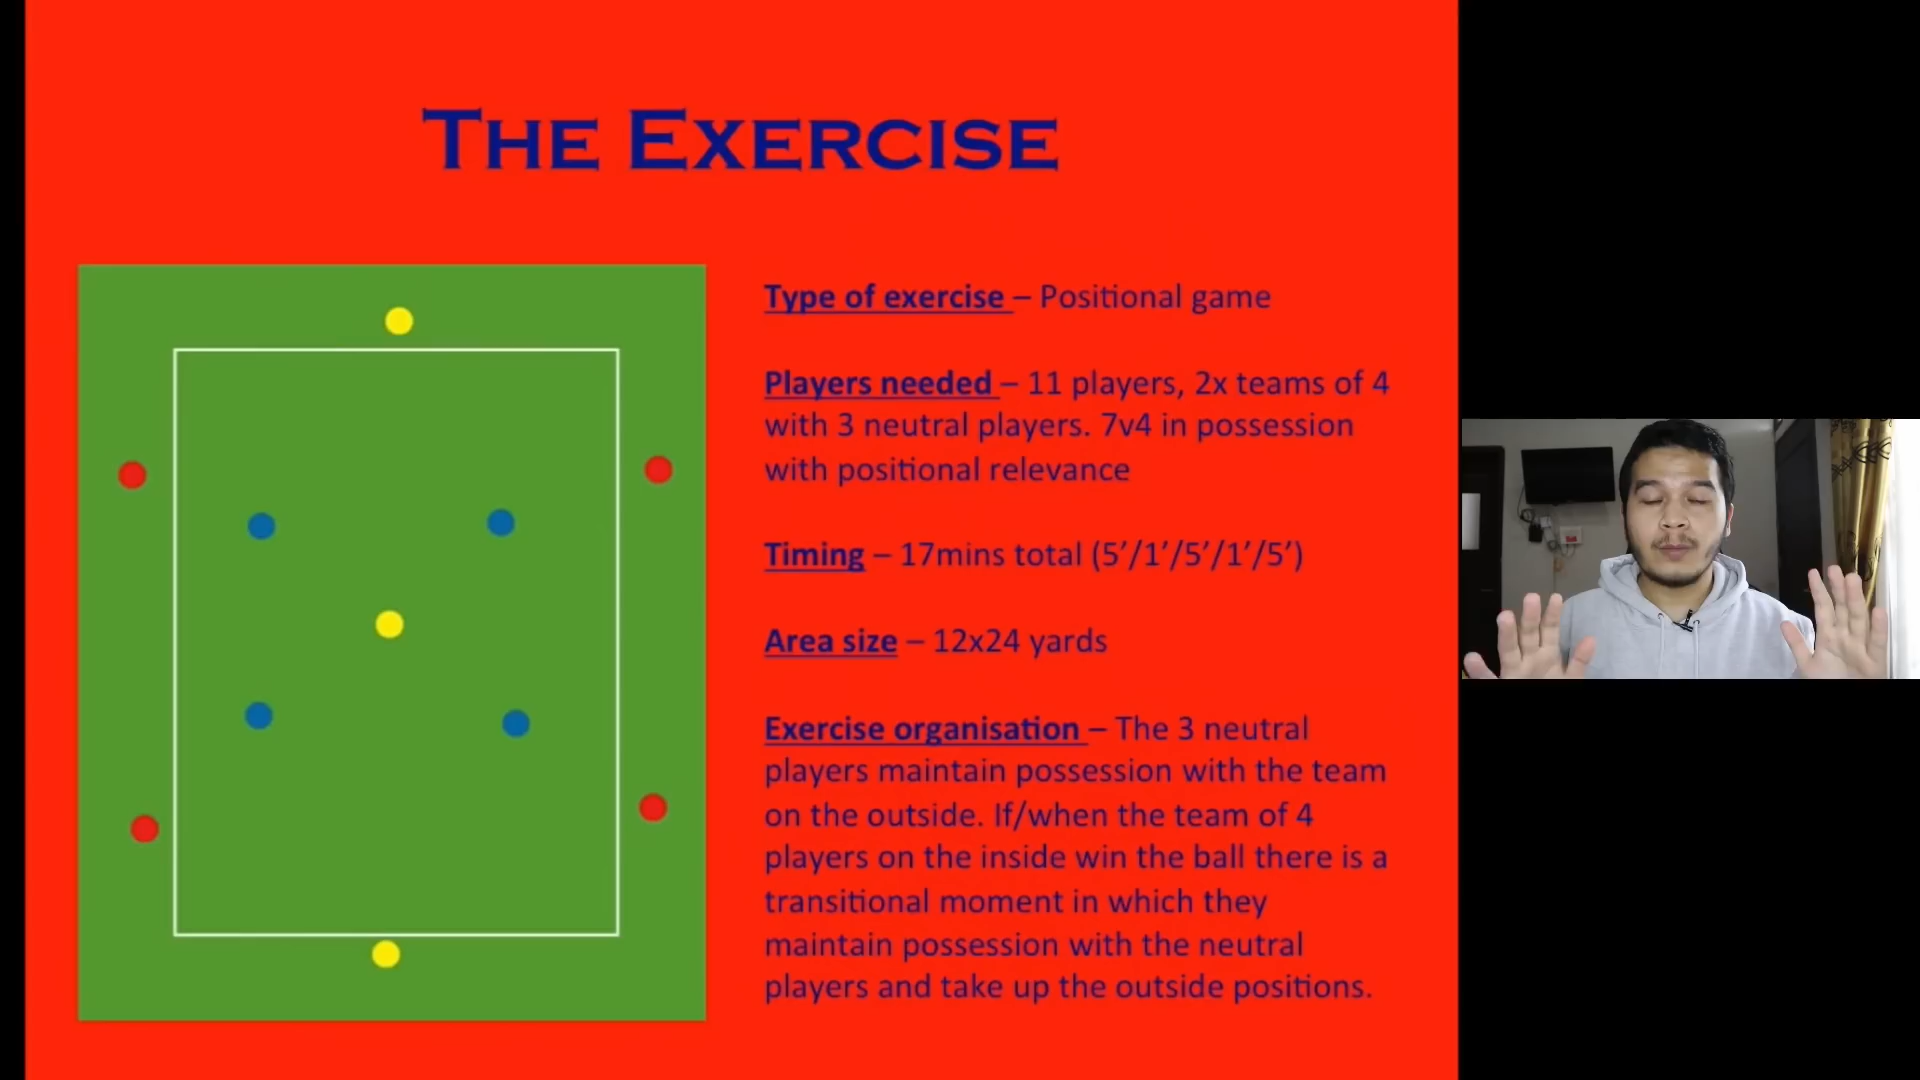 THE EXERCISE
Type of exercise – Positional game
Players needed – 11 players, 2x teams of 4
with 3 neutral players. 7v4 in possession
with positional relevance
Timing – 17mins total (5’/1’/5’/1’/5’)
Area size – 12x24 yards
Exercise organisation – The 3 neutral
players maintain possession with the team
on the outside. If/when the team of 4
players on the inside win the ball there is a
transitional moment in which they
maintain possession with the neutral
players and take up the outside positions.